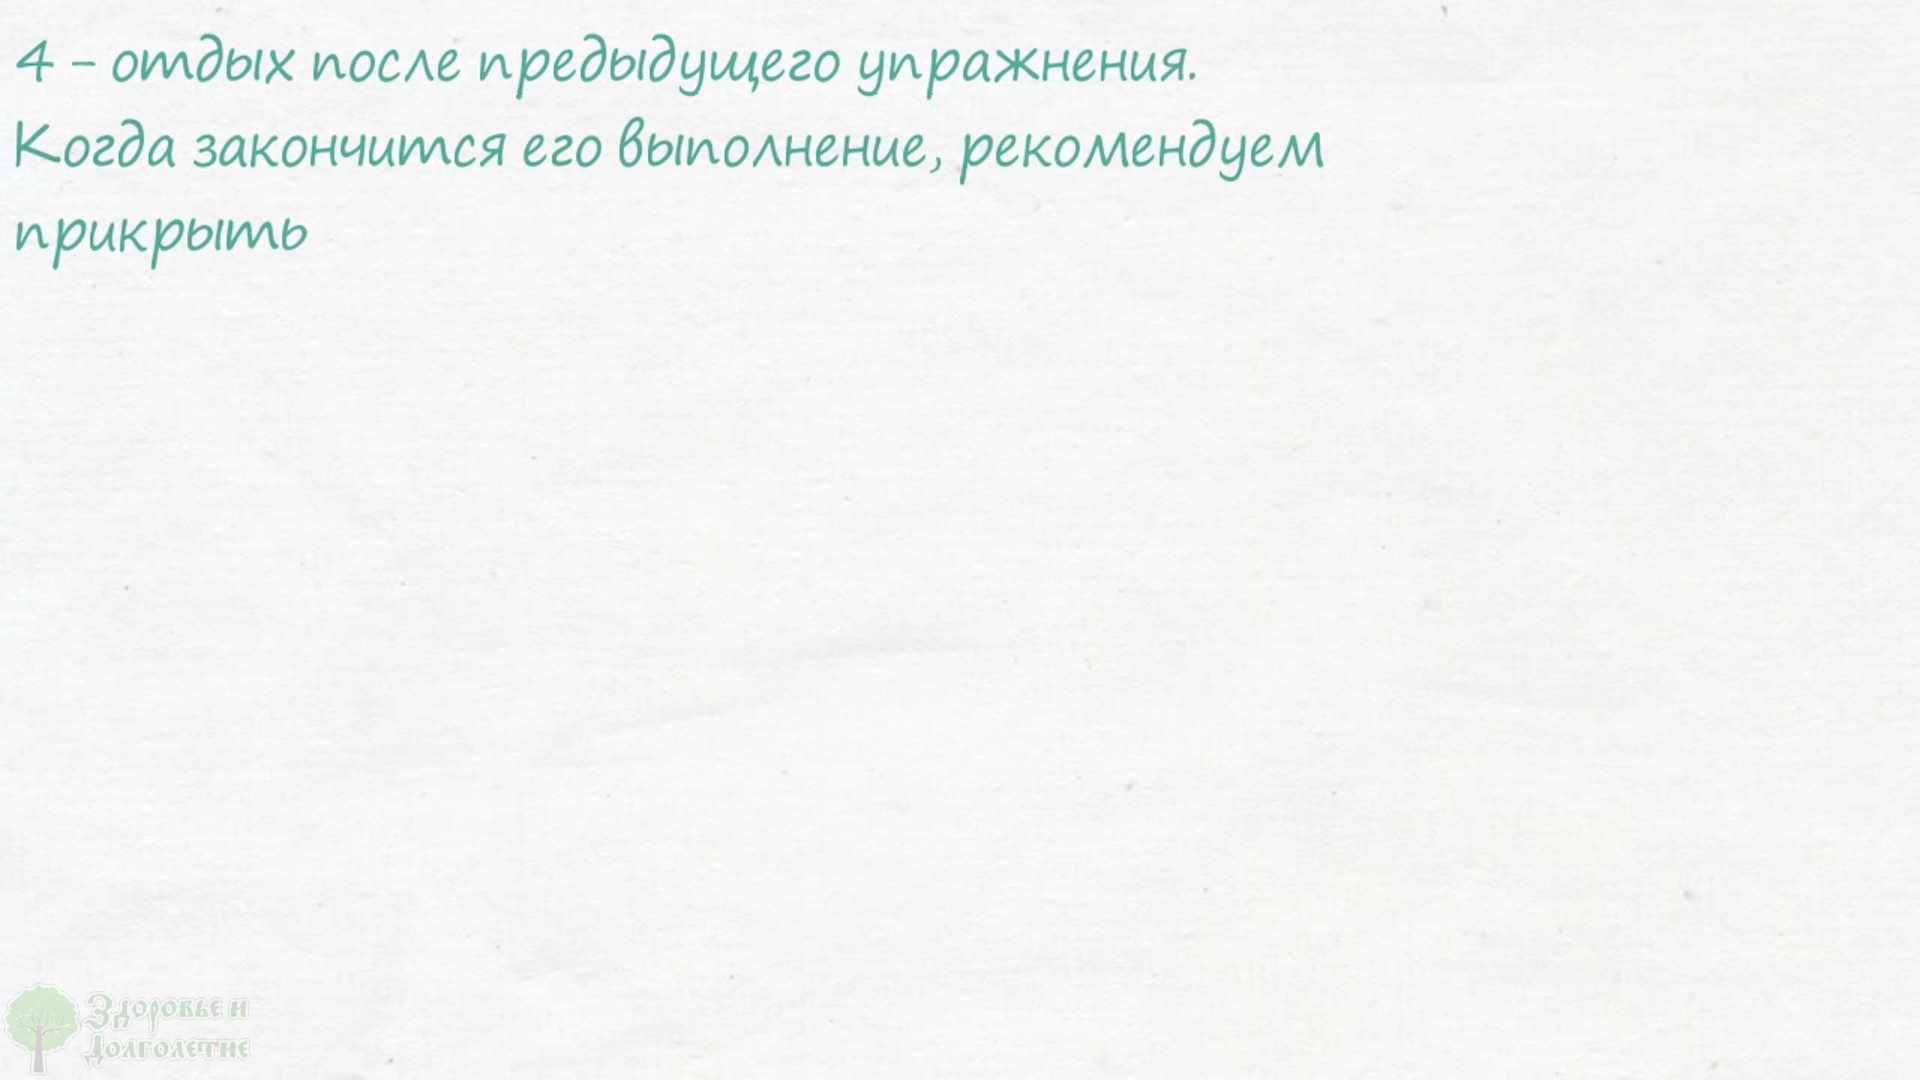 4 - отдых после предыдущего упражнения.
Когда закончится его выполнение, рекомендуем
прикрыть
Здоровье и
Долголетие